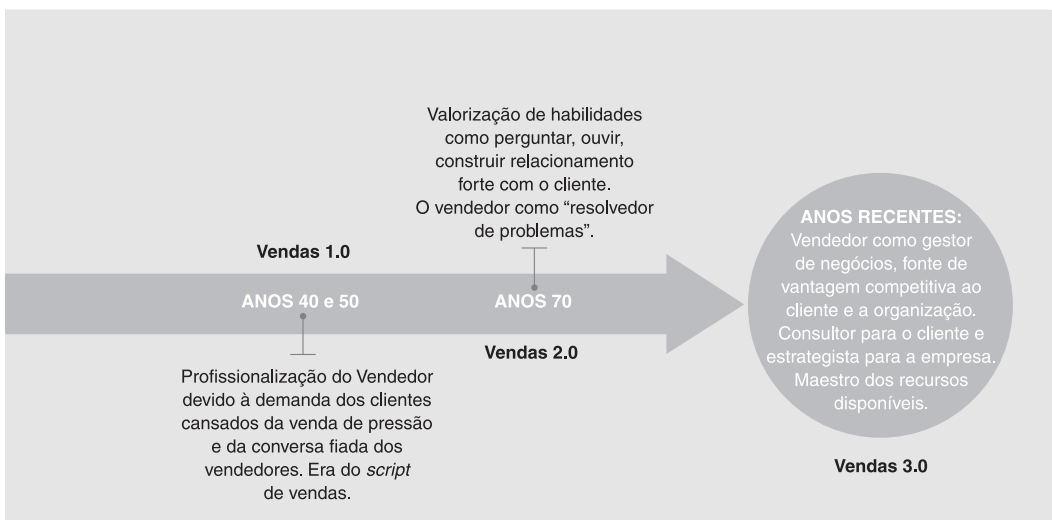 Vendas 1.0
ANOS 40 e 50
Profissionalização do Vendedor
devido à demanda dos clientes
cansados da venda de pressão
e da conversa fiada dos
vendedores. Era do script
de vendas.
Valorização de habilidades
como perguntar, ouvir,
construir relacionamento
forte com o cliente.
O vendedor como “resolvedor
de problemas”.
ANOS 70
Vendas 2.0
ANOS RECENTES:
Vendedor como gestor
de negócios, fonte de
vantagem competitiva ao
cliente e a organização.
Consultor para o cliente e
estrategista para a empresa.
Maestro dos recursos
disponíveis.
Vendas 3.0